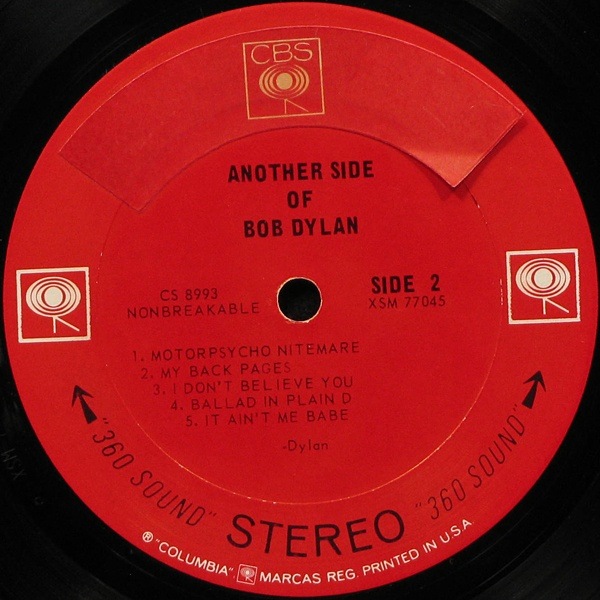 CBS
ANOTHER SIDE
OF
BOB DYLAN
CS 8993
NONBREAKABLE
SIDE 2
XSM 77045
1. MOTORPSYCHO NITEMARE
2. MY BACK PAGES
3. I DON'T BELIEVE YOU
4. BALLAD IN PLAIN D
5. IT AIN'T ME BABE
-Dylan
"360 SOUND" STEREO "360 SOUND"
® "COLUMBIA", MARCAS REG. PRINTED IN U.S.A.